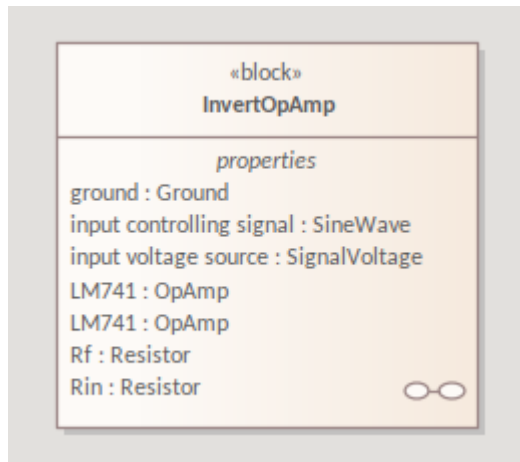 «block»
InvertOpAmp
properties
ground : Ground
input controlling signal : SineWave
input voltage source : SignalVoltage
LM741 : OpAmp
LM741 : OpAmp
Rf : Resistor
Rin : Resistor